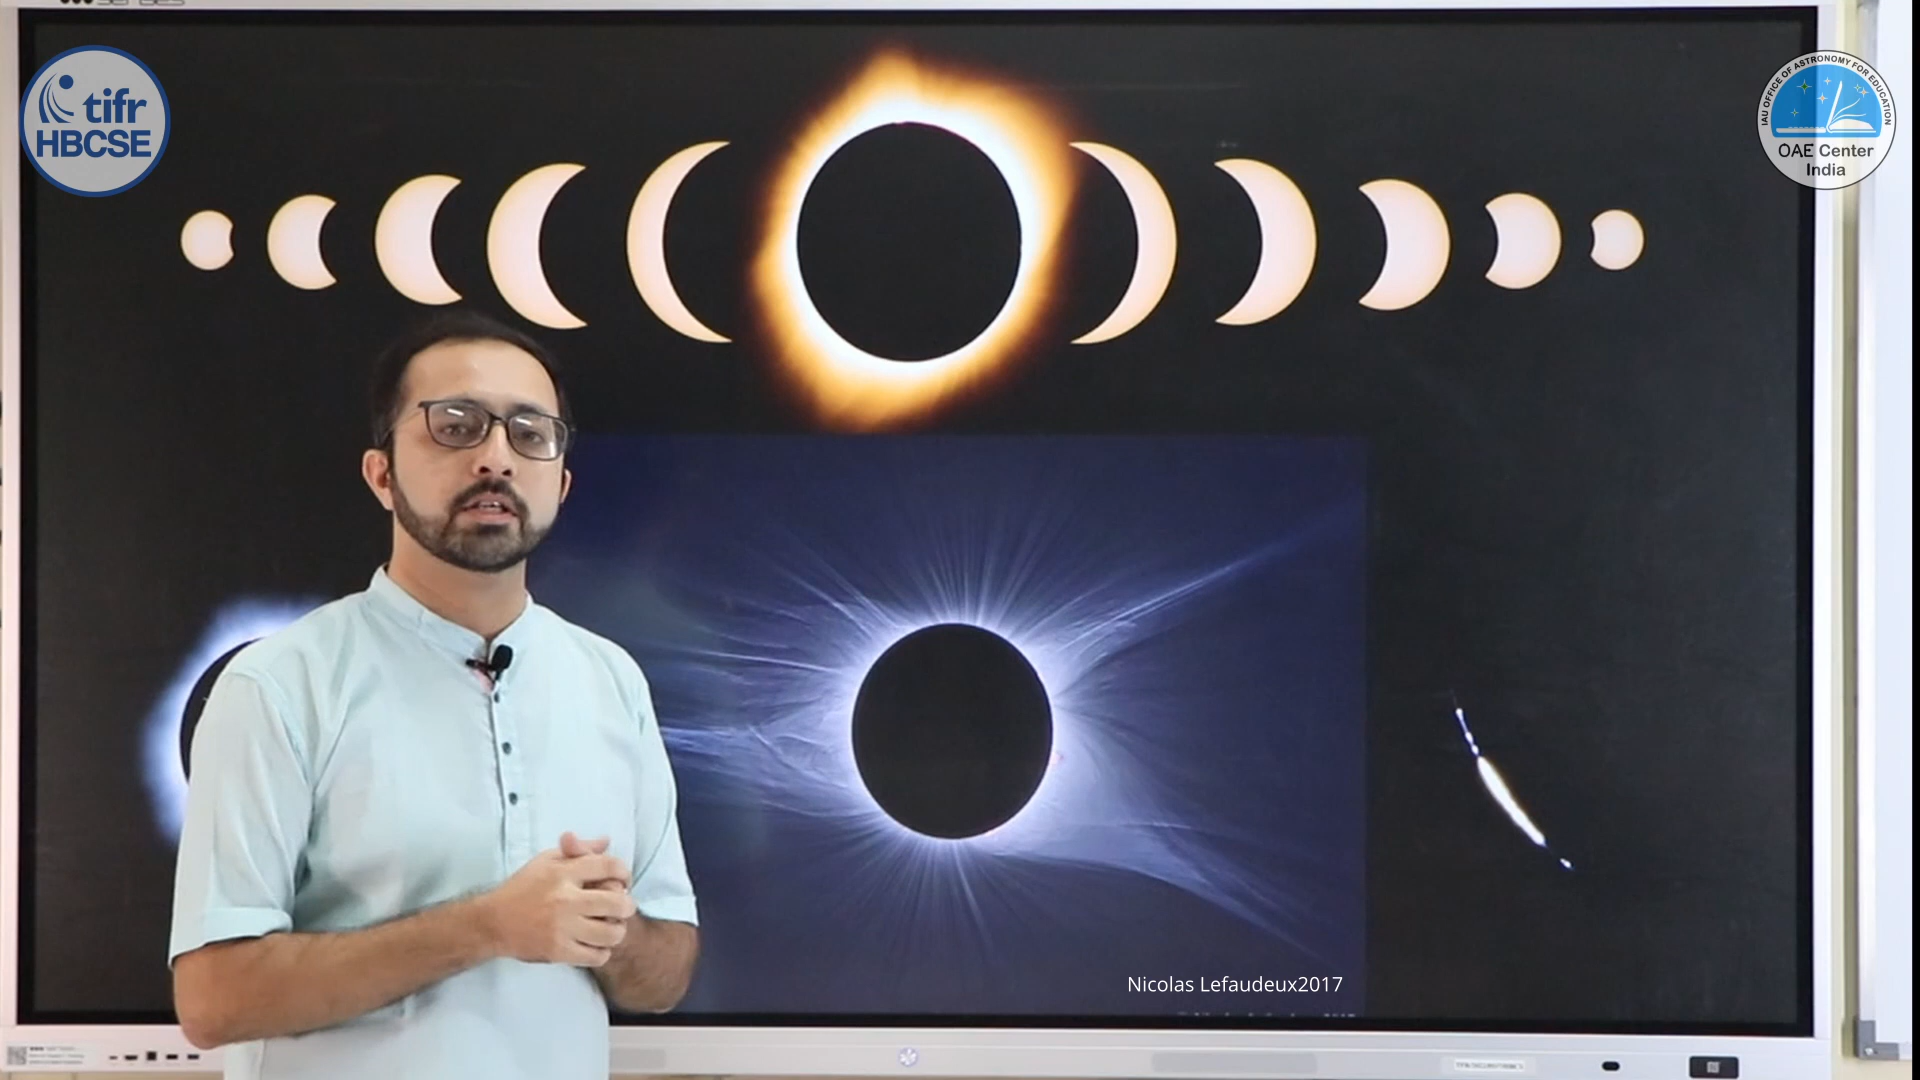 tifr
HBCSE
IAU OFFICE OF ASTRONOMY FOR EDUCATION
OAE Center
India
Nicolas Lefaudeux2017